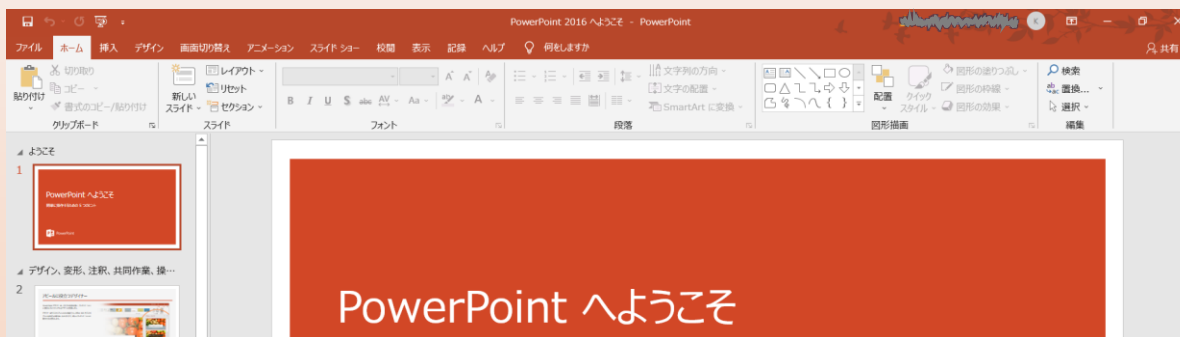 PowerPoint 2016 へようこそ - PowerPoint
K
ファイル ホーム 挿入 デザイン 画面切り替え アニメーション スライド ショー 校閲 表示 記録 ヘルプ 何をしますか 共有
貼り付け
切り取り
コピー
書式のコピー/貼り付け
クリップボード
新しい
スライド
レイアウト
リセット
セクション
スライド
B I U S abc AV Aa A
フォント
文字列の方向
文字の配置
SmartArt に変換
段落
配置
クイック
スタイル
図形の塗りつぶし
図形の枠線
図形の効果
図形描画
検索
置換...
選択
編集
ようこそ
1
PowerPoint へようこそ
PowerPoint
デザイン、変形、注釈、共同作業、操…
2
PowerPoint へようこそ